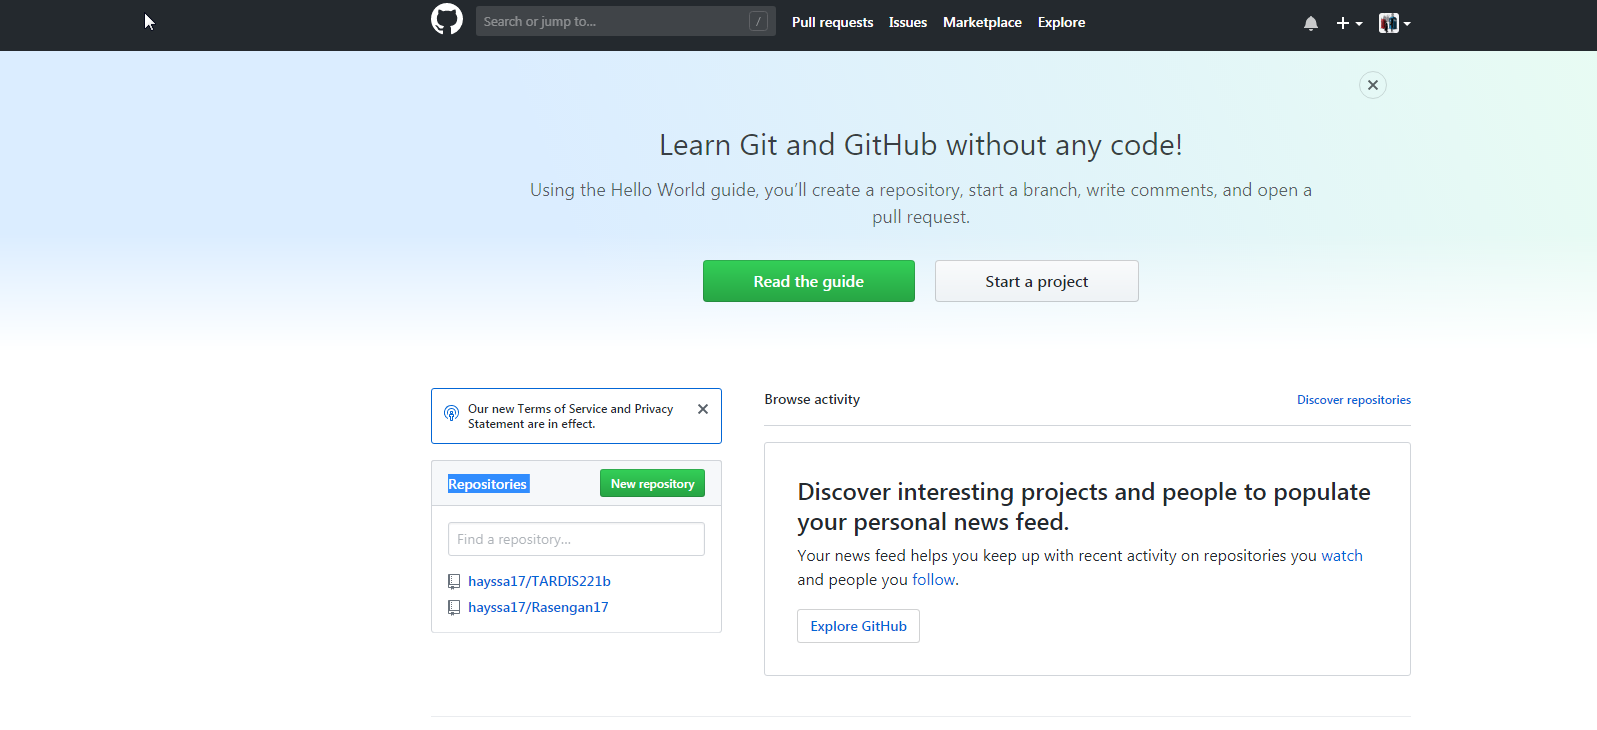 Search or jump to...
/
Pull requests
Issues
Marketplace
Explore
Learn Git and GitHub without any code!
Using the Hello World guide, you’ll create a repository, start a branch, write comments, and open a
pull request.
Read the guide
Start a project
Our new Terms of Service and Privacy
Statement are in effect.
Repositories
New repository
Find a repository...
hayssa17/TARDIS221b
hayssa17/Rasengan17
Browse activity
Discover repositories
Discover interesting projects and people to populate
your personal news feed.
Your news feed helps you keep up with recent activity on repositories you watch
and people you follow.
Explore GitHub